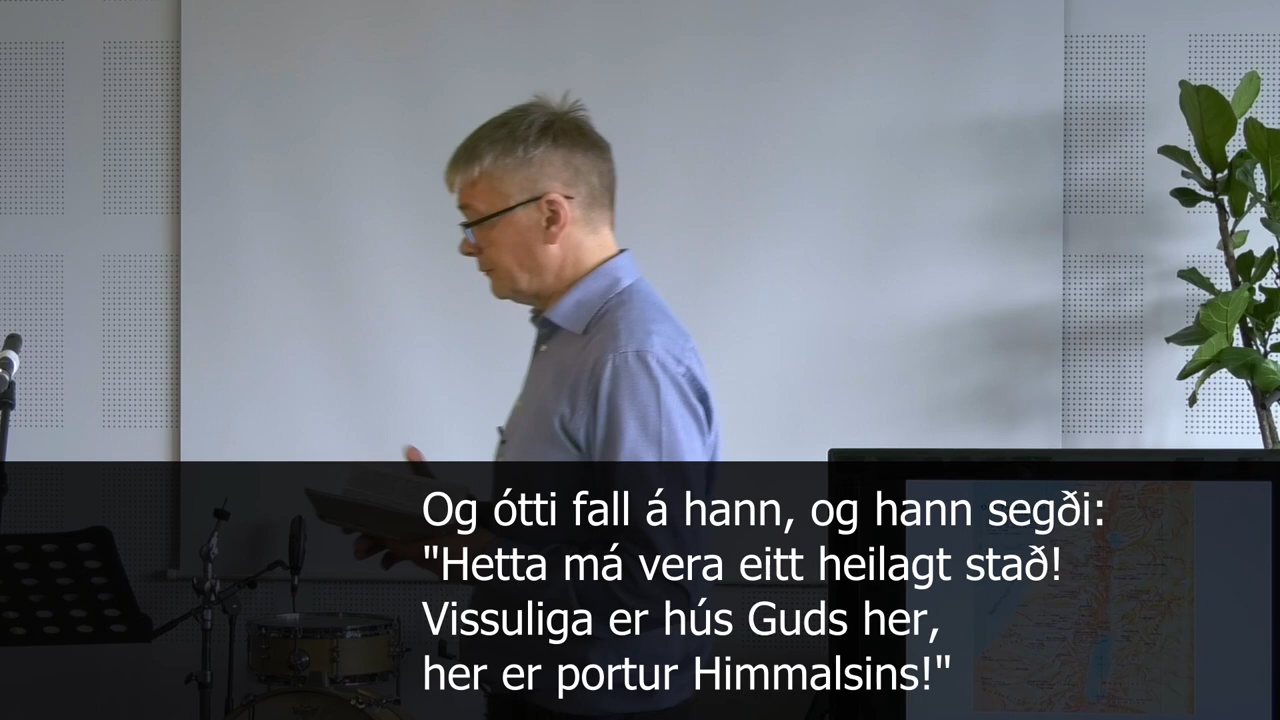 Og ótti fall á hann, og hann segði:
"Hetta má vera eitt heilagt stað!
Vissuliga er hús Guds her,
her er portur Himmalsins!"